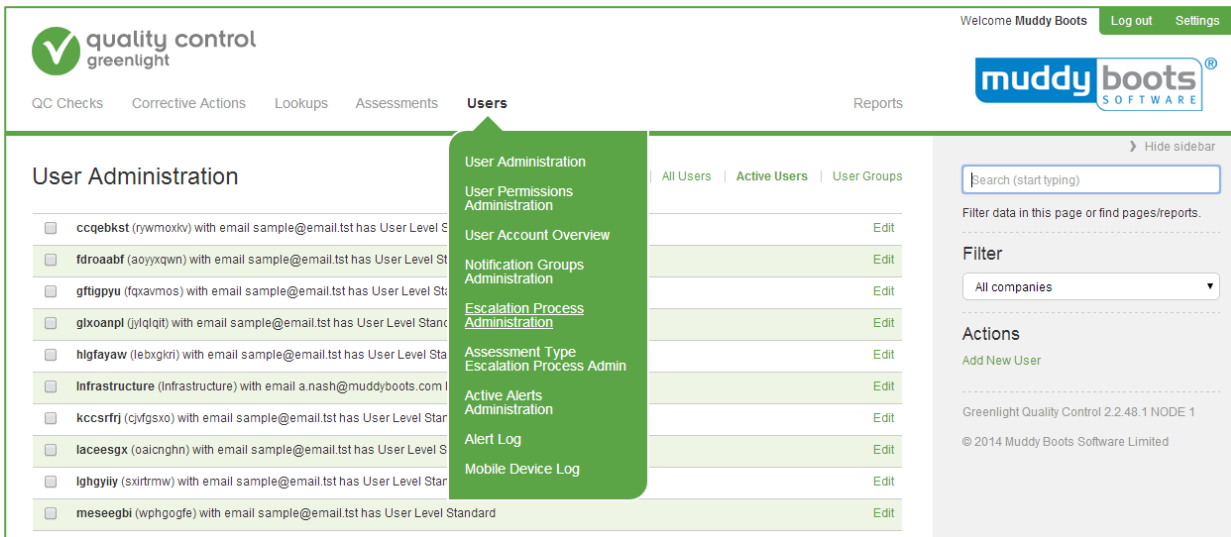 Welcome Muddy Boots Log out Settings
quality control
greenlight
muddy boots ®
SOFTWARE
QC Checks Corrective Actions Lookups Assessments Users Reports
Hide sidebar
User Administration
All Users | Active Users | User Groups
User Administration
User Permissions
Administration
User Account Overview
Notification Groups
Administration
Escalation Process
Administration
Assessment Type
Escalation Process Admin
Active Alerts
Administration
Alert Log
Mobile Device Log
ccqebkst (rywmoxkv) with email sample@email.tst has User Level S Edit
fdroaabf (aoyyxqwn) with email sample@email.tst has User Level St Edit
gftigpyu (fqxavmos) with email sample@email.tst has User Level Sta Edit
glxoanpl (jylqlqit) with email sample@email.tst has User Level Stand Edit
hlgfayaw (lebxgkri) with email sample@email.tst has User Level Sta Edit
Infrastructure (Infrastructure) with email a.nash@muddyboots.com Edit
kccsrfrj (cjvfgsxo) with email sample@email.tst has User Level Stan Edit
laceesgx (oaicnghn) with email sample@email.tst has User Level S Edit
lghgyiiy (sxirtrmw) with email sample@email.tst has User Level Stan Edit
meseegbi (wphgogfe) with email sample@email.tst has User Level Standard Edit
Search (start typing)
Filter data in this page or find pages/reports.
Filter
All companies
Actions
Add New User
Greenlight Quality Control 2.2.48.1 NODE 1
© 2014 Muddy Boots Software Limited